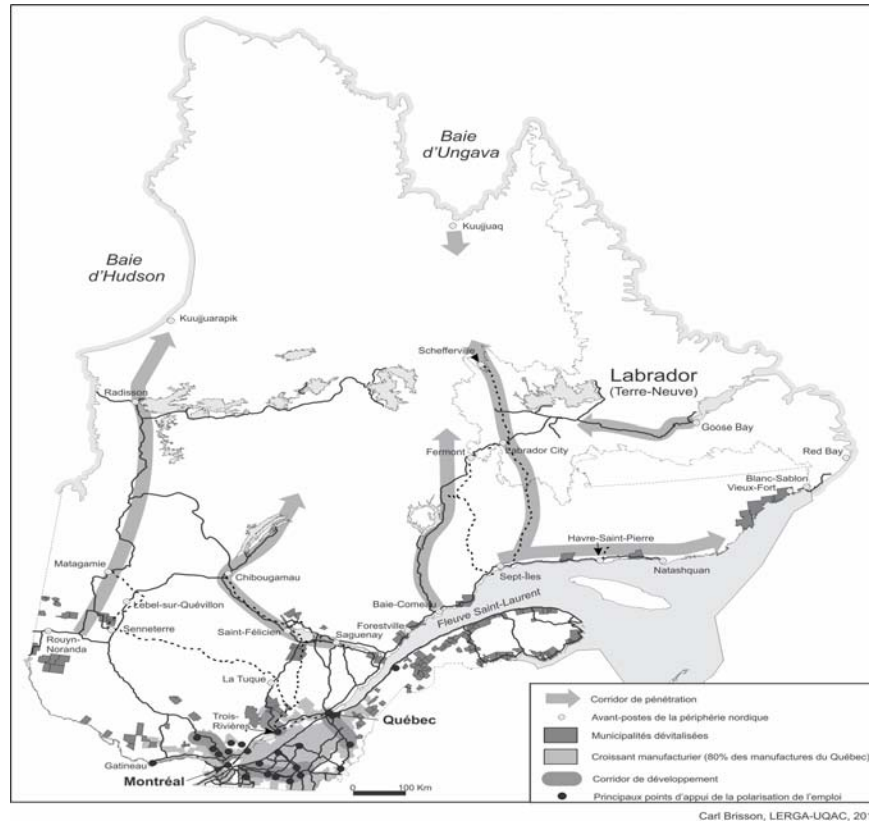 Baie
d'Ungava
Kuujjuaq
Baie
d'Hudson
Kuujjuarapik
Schefferville
Labrador
(Terre-Neuve)
Radisson
Goose Bay
Fermont
Labrador City
Red Bay
Blanc-Sablon
Vieux-Fort
Havre-Saint-Pierre
Matagamie
Chibougamau
Sept-Îles
Natashquan
Lebel-sur-Quévillon
Baie-Comeau
Fleuve Saint-Laurent
Senneterre
Saint-Félicien
Forestville
Saguenay
Rouyn-
Noranda
La Tuque
Trois-
Rivières
Québec
Gatineau
Montréal
0 100 Km
Corridor de pénétration
Avant-postes de la périphérie nordique
Municipalités dévitalisées
Croissant manufacturier (80% des manufactures du Québec)
Corridor de développement
Principaux points d'appui de la polarisation de l'emploi
Carl Brisson, LERGA-UQAC, 201